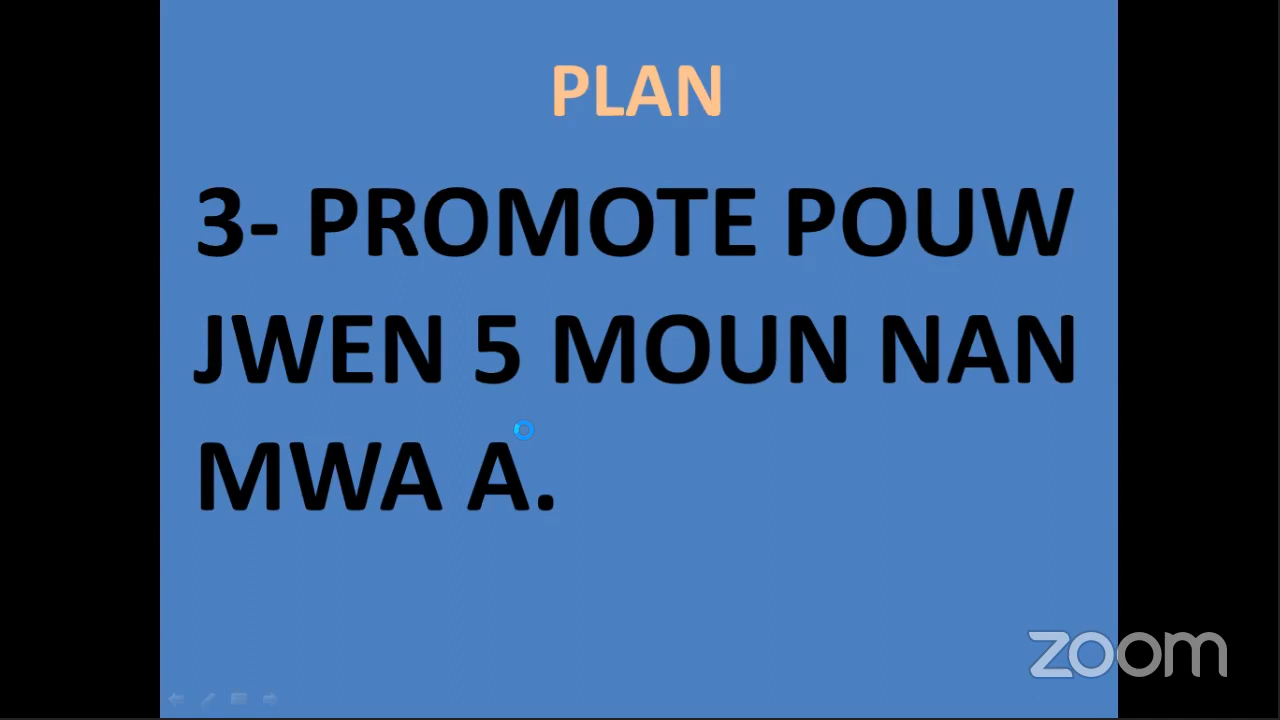 PLAN
3- PROMOTE POUW
JWEN 5 MOUN NAN
MWA A.
zoom